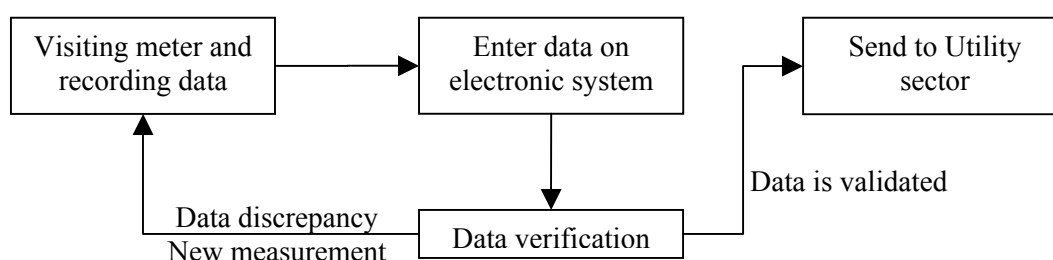 Visiting meter and
recording data
Enter data on
electronic system
Send to Utility
sector
Data is validated
Data discrepancy
New measurement
Data verification